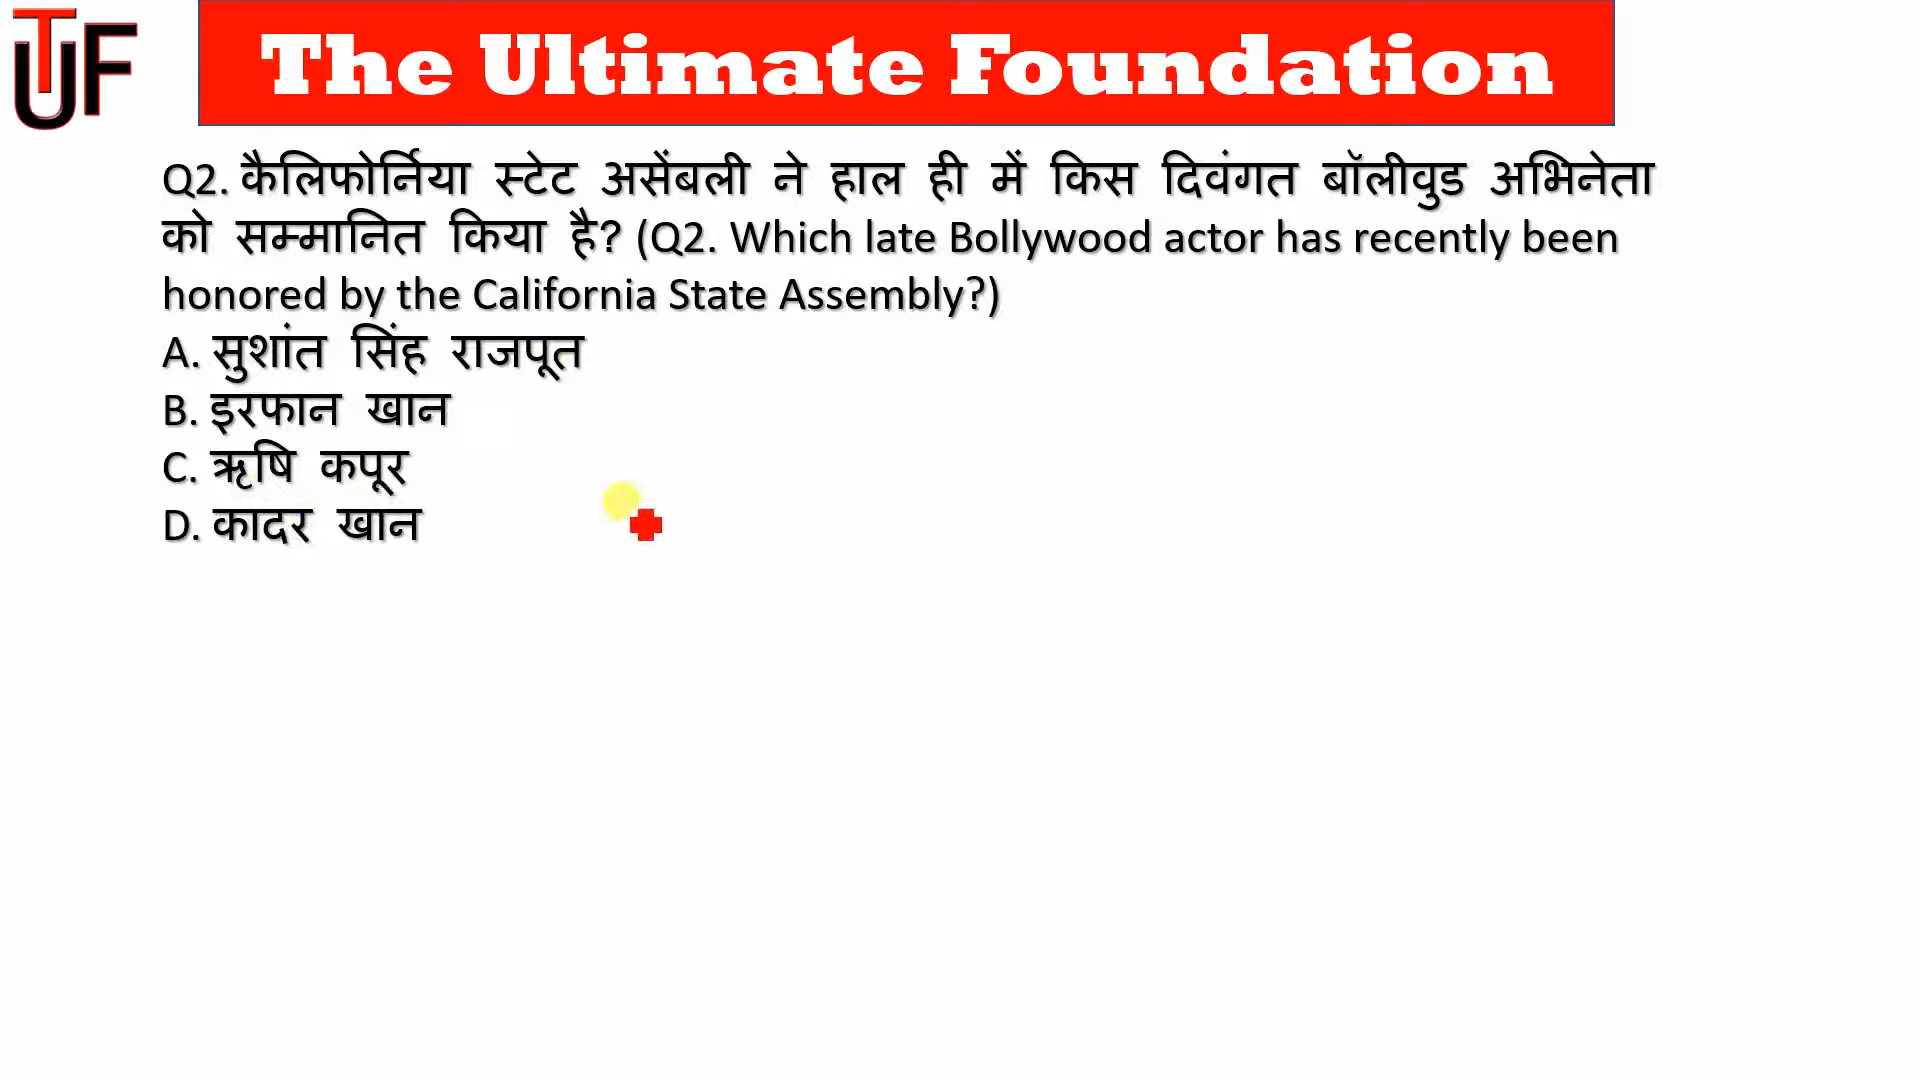 TUF
The Ultimate Foundation
Q2. कैलिफोर्निया स्टेट असेंबली ने हाल ही में किस दिवंगत बॉलीवुड अभिनेता
को सम्मानित किया है? (Q2. Which late Bollywood actor has recently been
honored by the California State Assembly?)
A. सुशांत सिंह राजपूत
B. इरफान खान
C. ऋषि कपूर
D. कादर खान